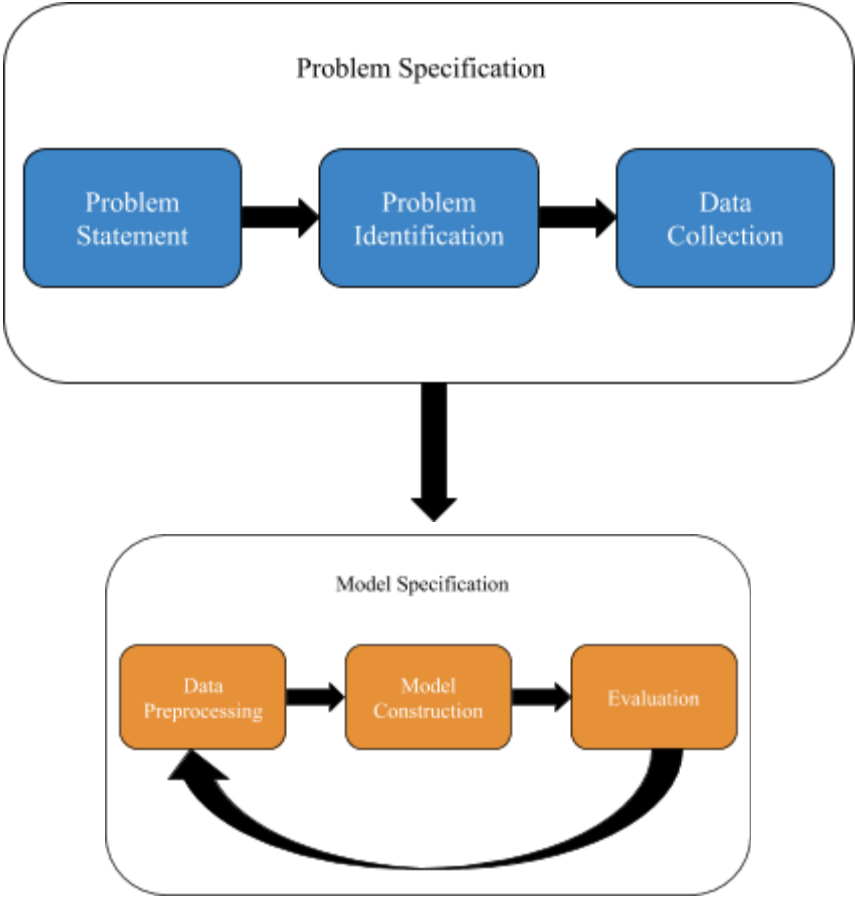 Problem Specification
Problem
Statement
Problem
Identification
Data
Collection
Model Specification
Data
Preprocessing
Model
Construction
Evaluation